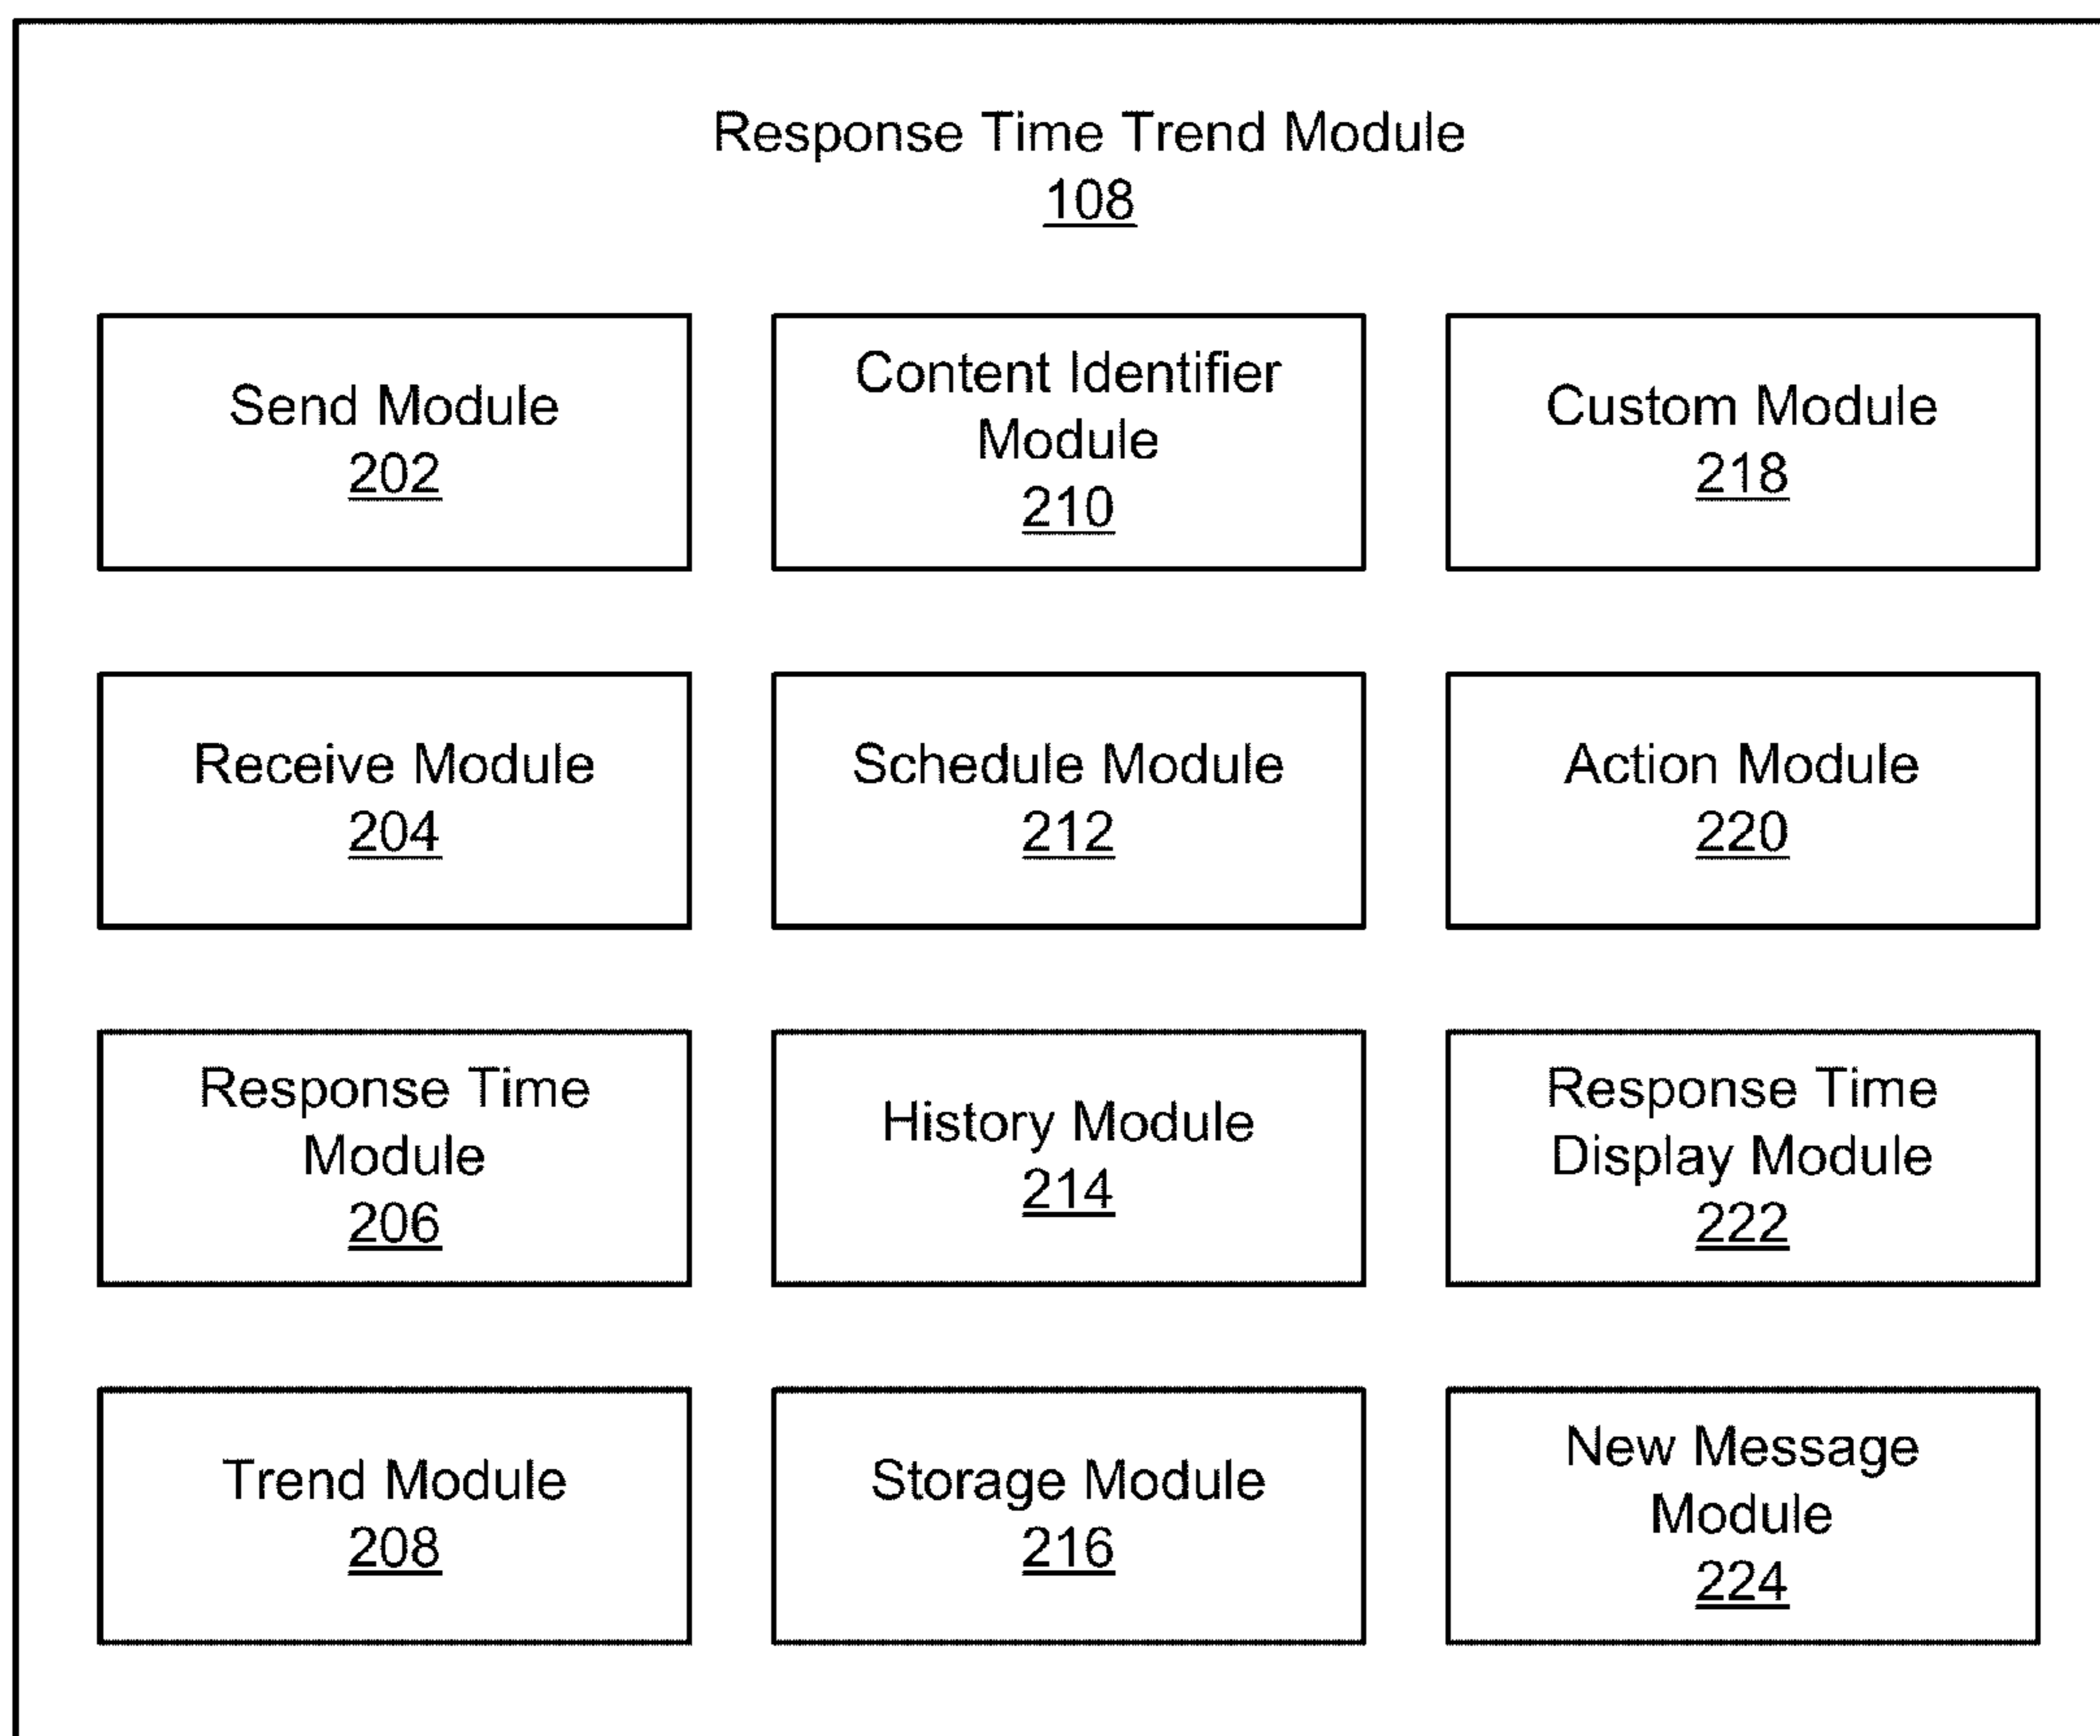 Response Time Trend Module
108
Send Module
202
Content Identifier
Module
210
Custom Module
218
Receive Module
204
Schedule Module
212
Action Module
220
Response Time
Module
206
History Module
214
Response Time
Display Module
222
Trend Module
208
Storage Module
216
New Message
Module
224